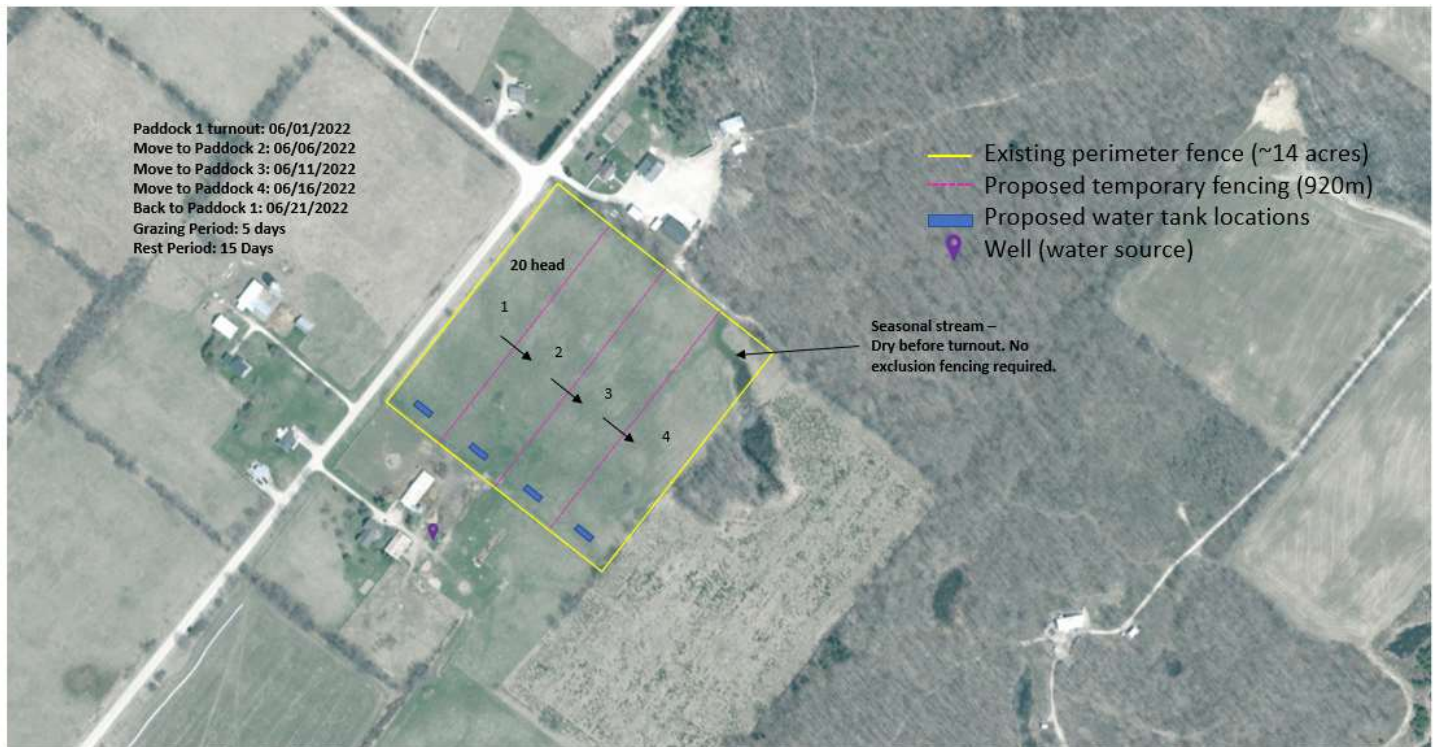 Paddock 1 turnout: 06/01/2022
Move to Paddock 2: 06/06/2022
Move to Paddock 3: 06/11/2022
Move to Paddock 4: 06/16/2022
Back to Paddock 1: 06/21/2022
Grazing Period: 5 days
Rest Period: 15 Days
Existing perimeter fence (~14 acres)
Proposed temporary fencing (920m)
Proposed water tank locations
Well (water source)
20 head
1
2
3
4
Seasonal stream –
Dry before turnout. No
exclusion fencing required.